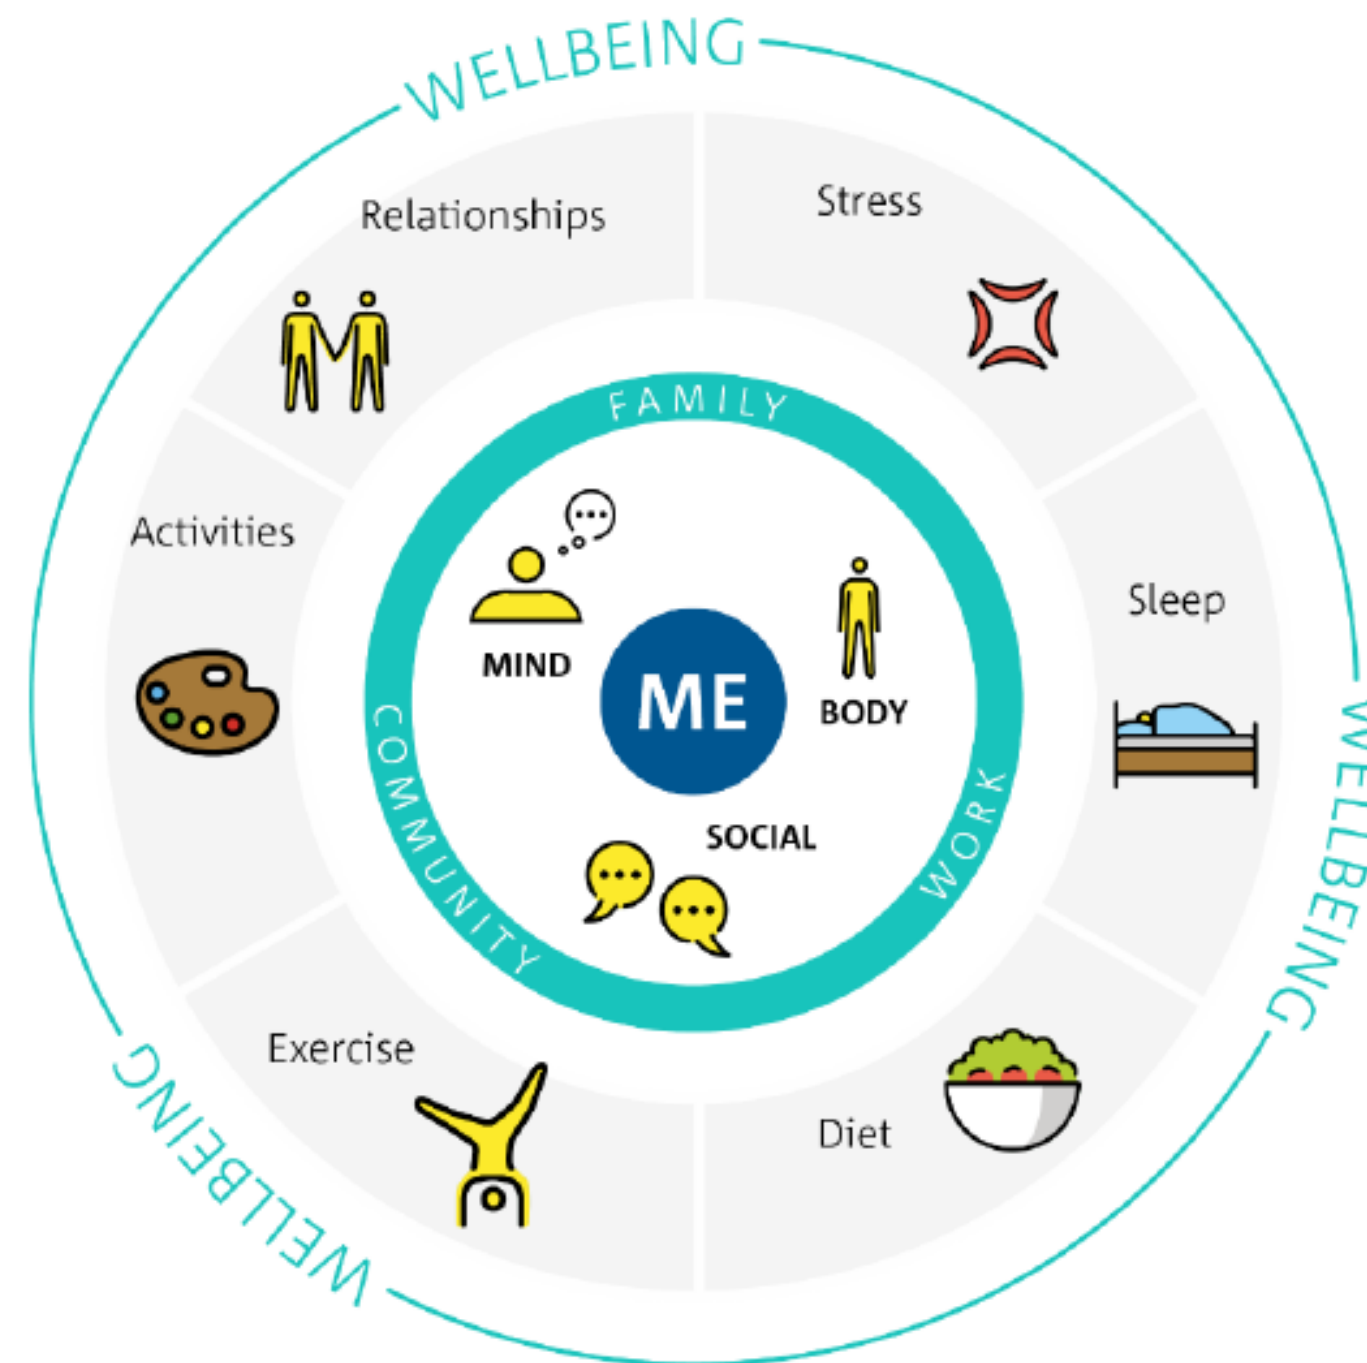 WELLBEING
Relationships
Stress
FAMILY
Activities
Sleep
MIND
ME
BODY
COMMUNITY
WORK
SOCIAL
WELLBEING
Exercise
Diet
WELLBEING